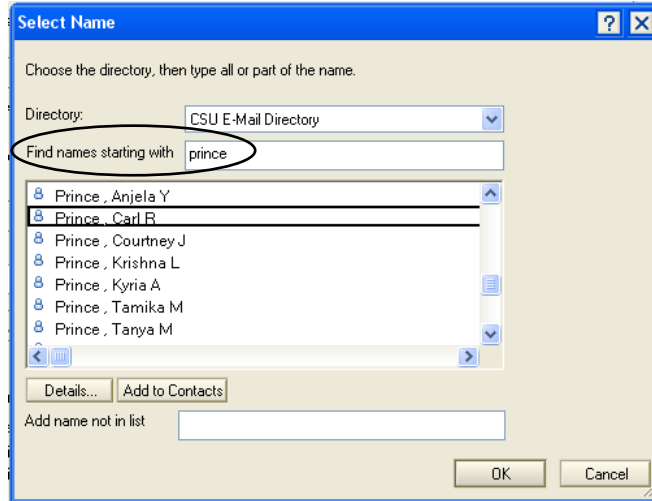 Select Name
Choose the directory, then type all or part of the name.
Directory: CSU E-Mail Directory
Find names starting with prince
Prince , Anjela Y
Prince , Carl R
Prince , Courtney J
Prince , Krishna L
Prince , Kyria A
Prince , Tamika M
Prince , Tanya M
Details... Add to Contacts
Add name not in list
OK Cancel